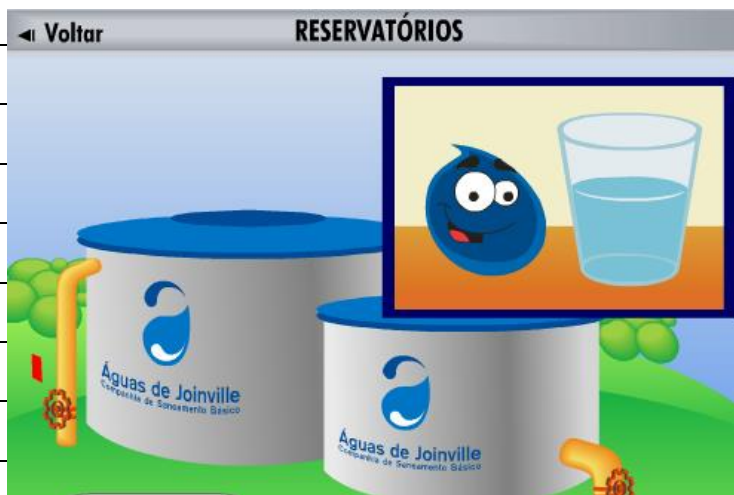 Voltar
RESERVATÓRIOS
Águas de Joinville
Companhia de Saneamento Básico
Águas de Joinville
Companhia de Saneamento Básico